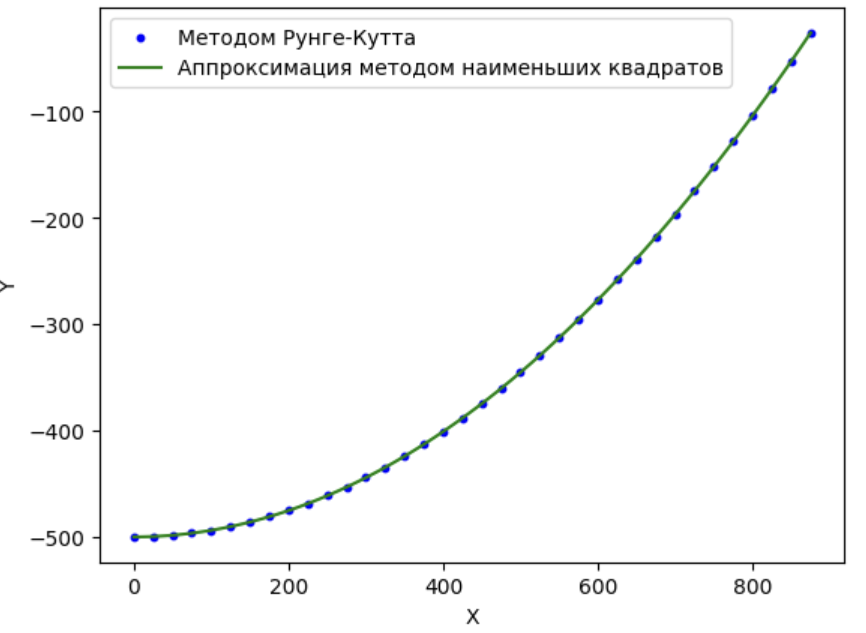 Методом Рунге-Кутта
Аппроксимация методом наименьших квадратов
−100
−200
−300
−400
−500
Y
0 200 400 600 800
X